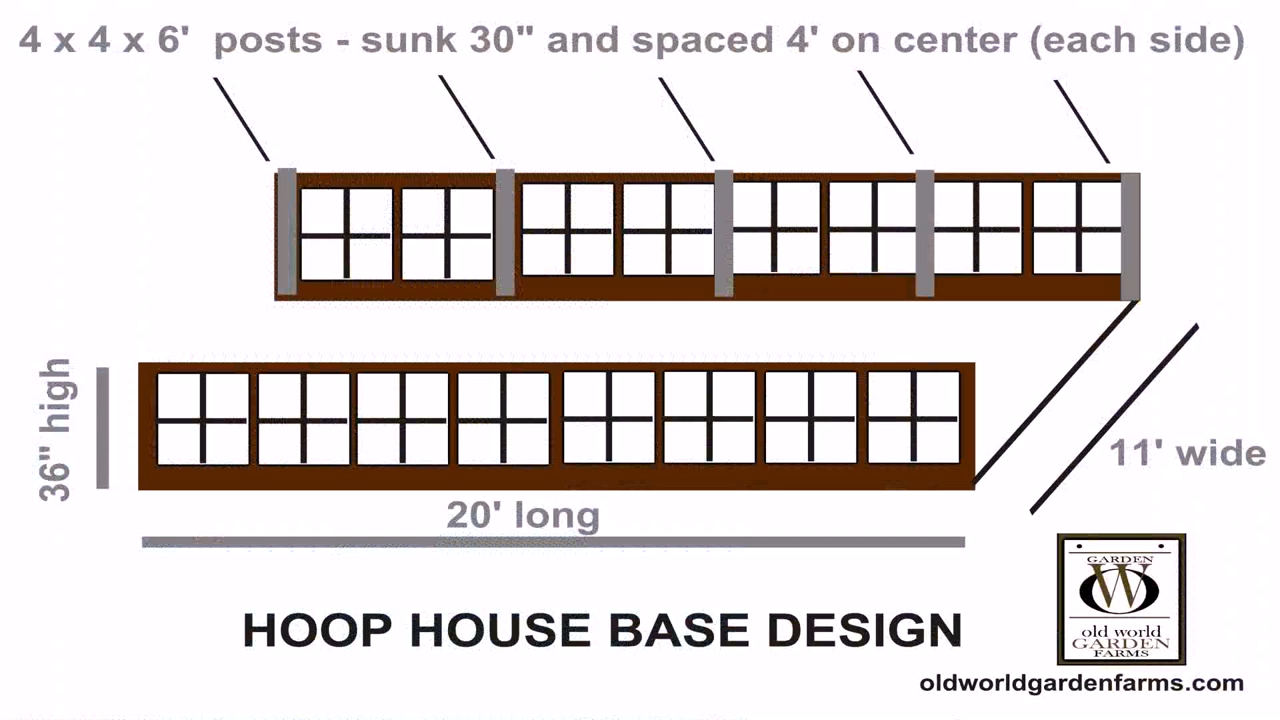 4 x 4 x 6' posts - sunk 30" and spaced 4' on center (each side)
36" high
11' wide
20' long
HOOP HOUSE BASE DESIGN
GARDEN
WO
old world
GARDEN
FARMS
oldworldgardenfarms.com